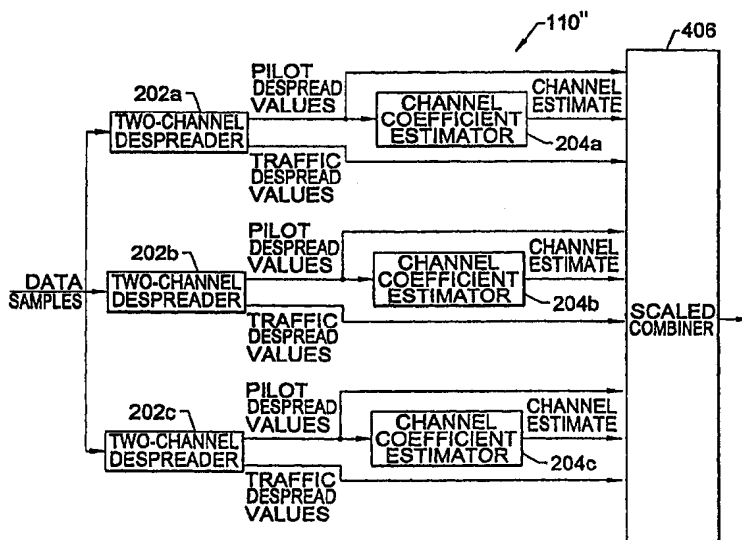 110"
406
PILOT
DESPREAD
VALUES
CHANNEL
ESTIMATE
202a
TWO-CHANNEL
DESPREADER
CHANNEL
COEFFICIENT
ESTIMATOR
204a
TRAFFIC
DESPREAD
VALUES
PILOT
DESPREAD
VALUES
CHANNEL
ESTIMATE
202b
DATA
SAMPLES
TWO-CHANNEL
DESPREADER
CHANNEL
COEFFICIENT
ESTIMATOR
204b
SCALED
COMBINER
TRAFFIC
DESPREAD
VALUES
PILOT
DESPREAD
VALUES
CHANNEL
ESTIMATE
202c
TWO-CHANNEL
DESPREADER
CHANNEL
COEFFICIENT
ESTIMATOR
204c
TRAFFIC
DESPREAD
VALUES